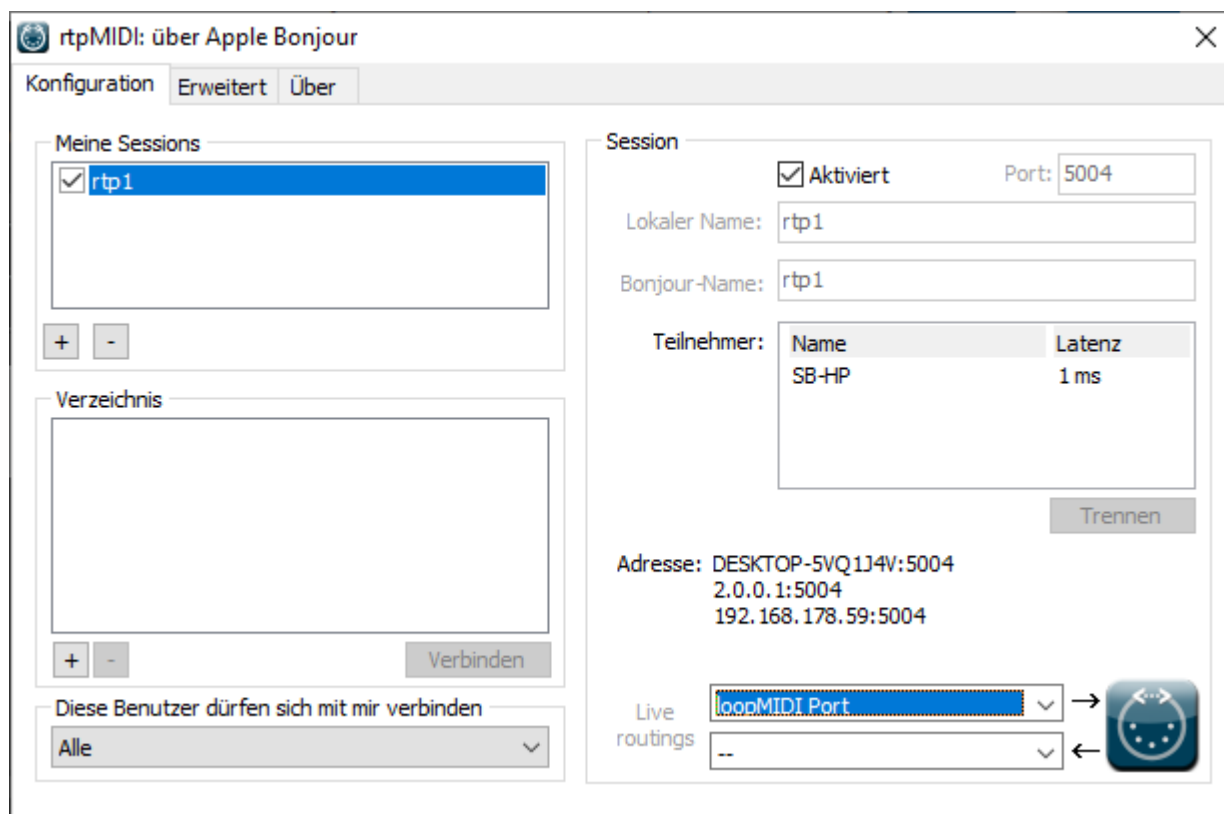 rtpMIDI: über Apple Bonjour
Konfiguration Erweitert Über
Meine Sessions
rtp1
+ -
Verzeichnis
+ - Verbinden
Diese Benutzer dürfen sich mit mir verbinden
Alle
Session
Aktiviert Port: 5004
Lokaler Name: rtp1
Bonjour-Name: rtp1
Teilnehmer: Name Latenz
SB-HP 1 ms
Trennen
Adresse: DESKTOP-5VQ1J4V:5004
2.0.0.1:5004
192.168.178.59:5004
Live routings
loopMIDI Port →
-- ←